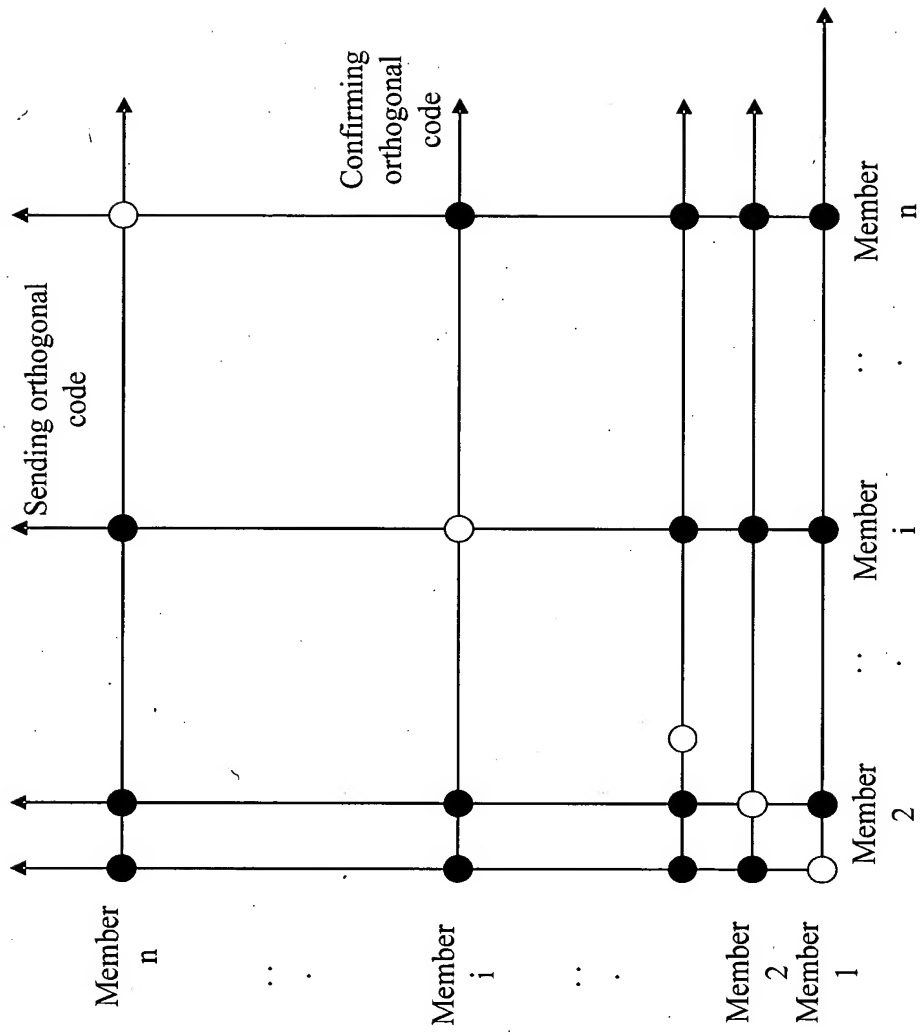 Sending orthogonal
code
Confirming
orthogonal
code
Member
n
Member
i
Member
2
Member
1
Member
2
Member
i
Member
n